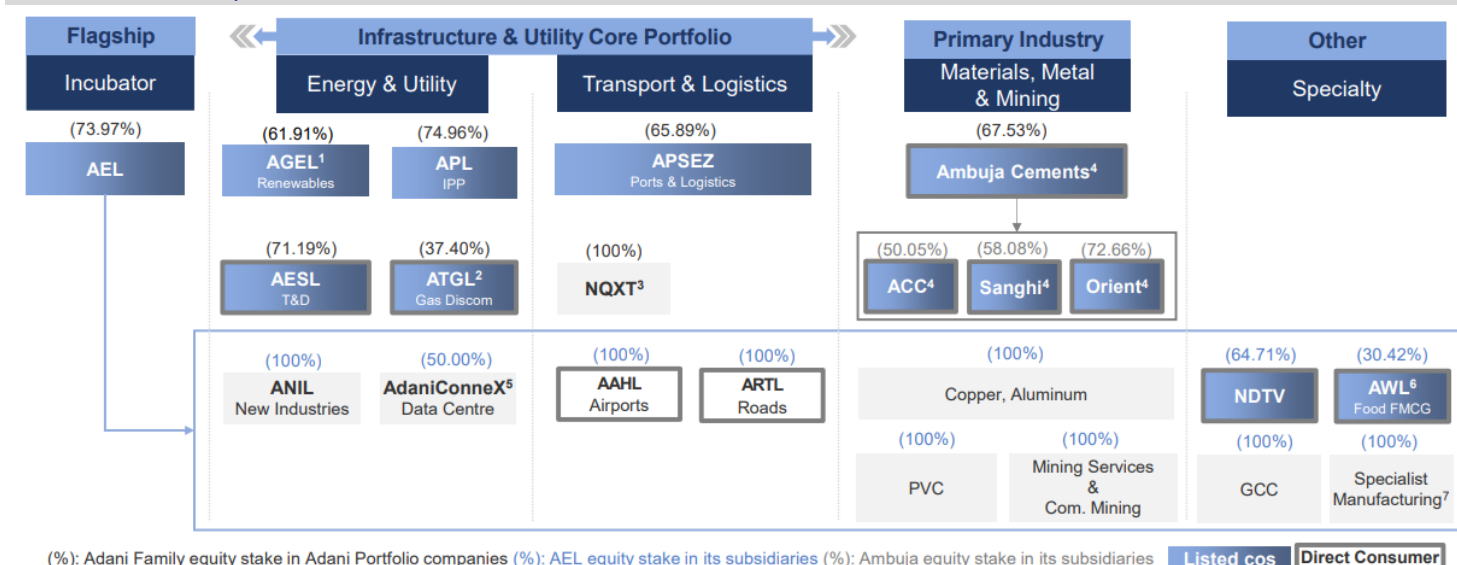 Flagship
Infrastructure & Utility Core Portfolio
Primary Industry
Other
Incubator
Energy & Utility
Transport & Logistics
Materials, Metal
& Mining
Specialty
(73.97%)
(61.91%)
(74.96%)
(65.89%)
(67.53%)
AEL
AGEL1
Renewables
APL
IPP
APSEZ
Ports & Logistics
Ambuja Cements4
(71.19%)
(37.40%)
(100%)
(50.05%)
(58.08%)
(72.66%)
AESL
T&D
ATGL2
Gas Discom
NQXT3
ACC4
Sanghi4
Orient4
(100%)
(50.00%)
(100%)
(100%)
(100%)
(64.71%)
(30.42%)
ANIL
New Industries
AdaniConneX5
Data Centre
AAHL
Airports
ARTL
Roads
Copper, Aluminum
NDTV
AWL6
Food FMCG
(100%)
(100%)
(100%)
(100%)
PVC
Mining Services
&
Com. Mining
GCC
Specialist
Manufacturing7
(%): Adani Family equity stake in Adani Portfolio companies (%): AEL equity stake in its subsidiaries (%): Ambuja equity stake in its subsidiaries
Listed cos
Direct Consumer